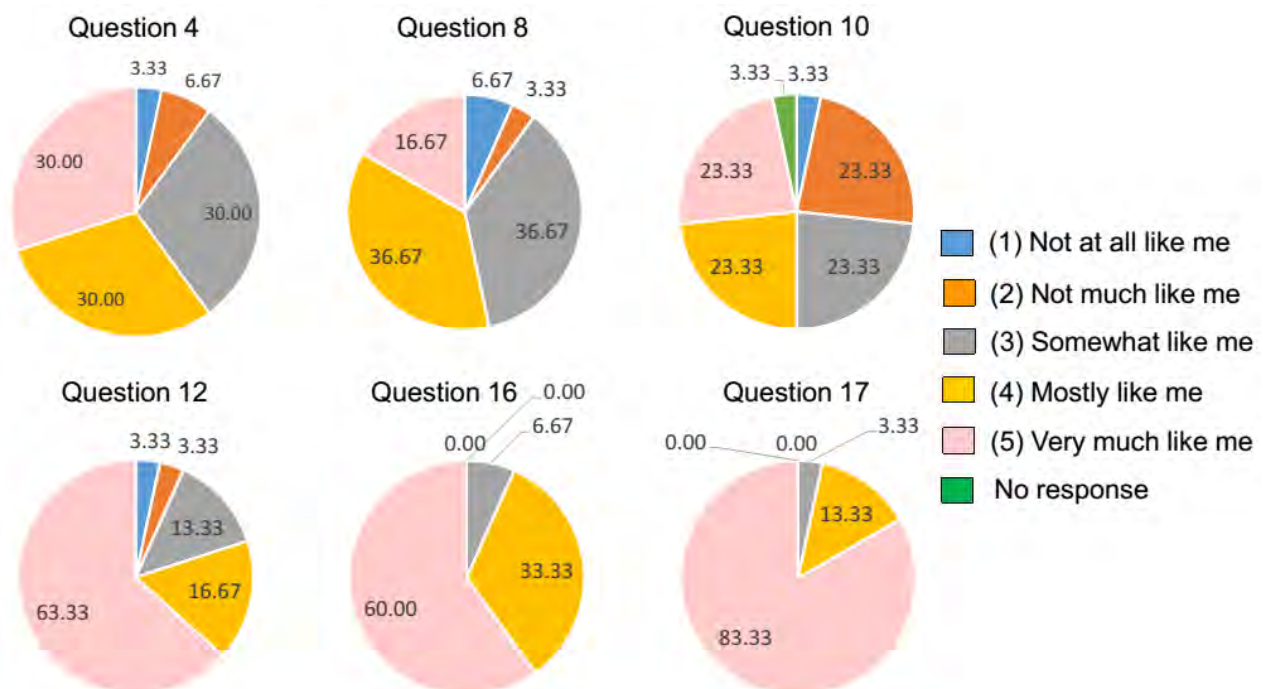 Question 4
3.33
6.67
30.00
30.00
30.00
Question 8
6.67
3.33
16.67
36.67
36.67
Question 10
3.33 3.33
23.33
23.33
23.33
23.33
(1) Not at all like me
(2) Not much like me
(3) Somewhat like me
(4) Mostly like me
(5) Very much like me
No response
Question 12
3.33 3.33
13.33
16.67
63.33
Question 16
0.00
0.00
6.67
33.33
60.00
Question 17
0.00
0.00
3.33
13.33
83.33